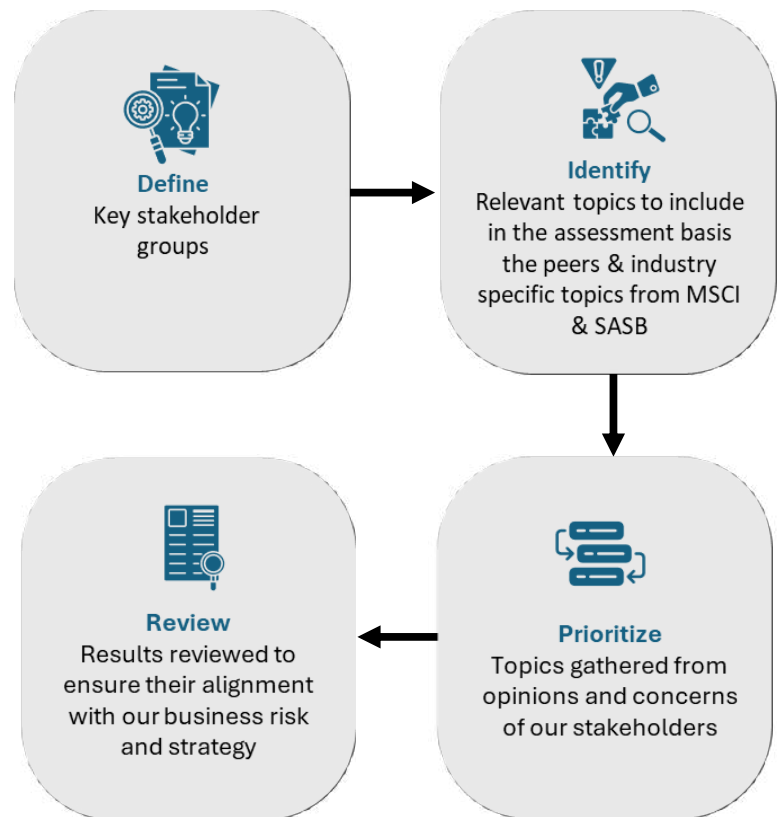 Define
Key stakeholder
groups
Identify
Relevant topics to include
in the assessment basis
the peers & industry
specific topics from MSCI
& SASB
Prioritize
Topics gathered from
opinions and concerns
of our stakeholders
Review
Results reviewed to
ensure their alignment
with our business risk
and strategy